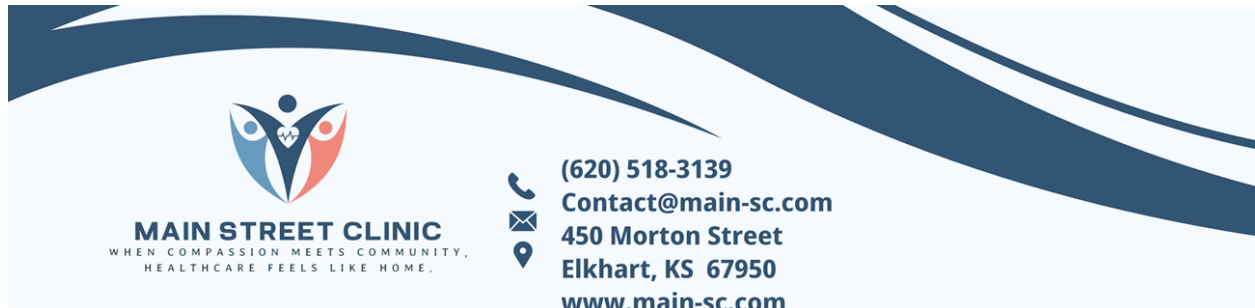 MAIN STREET CLINIC
WHEN COMPASSION MEETS COMMUNITY,
HEALTHCARE FEELS LIKE HOME.
(620) 518-3139
Contact@main-sc.com
450 Morton Street
Elkhart, KS 67950
www.main-sc.com